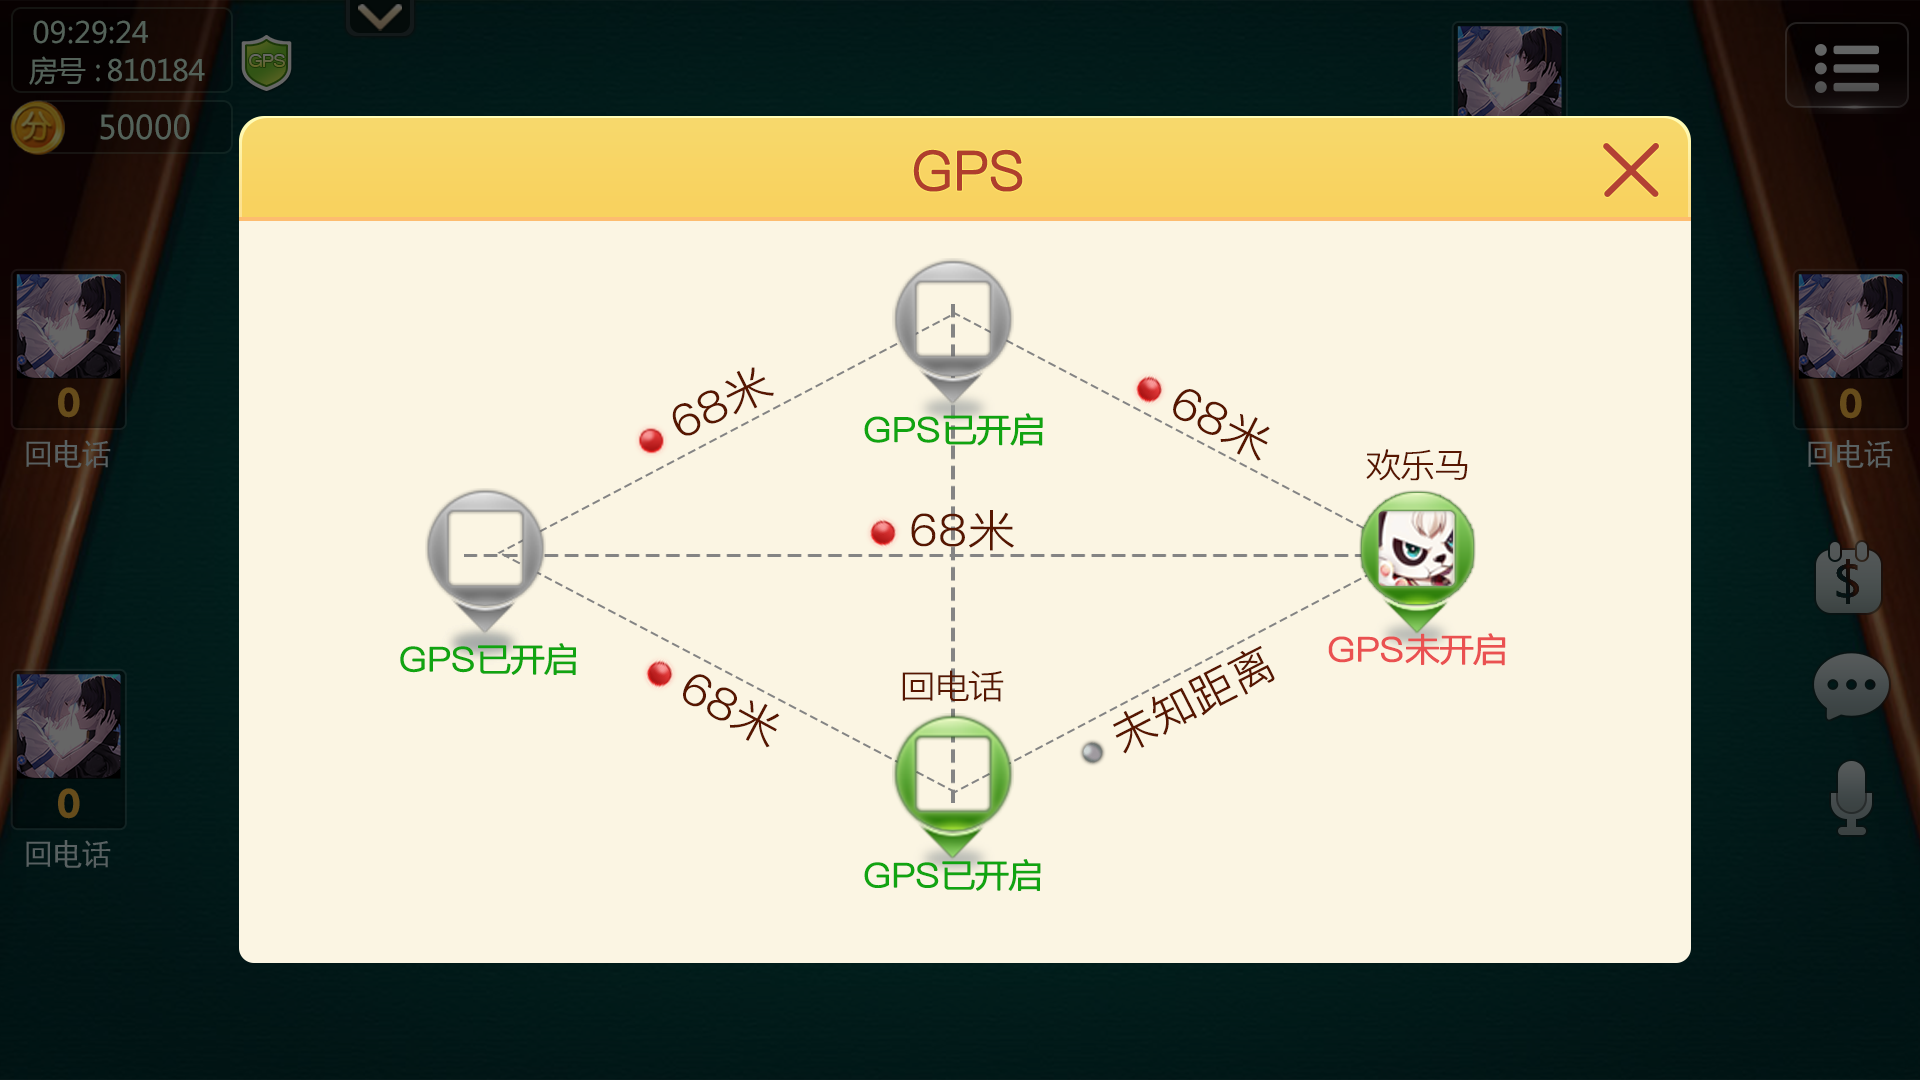 09:29:24
房号 : 810184
GPS
分
50000
GPS
68米
68米
GPS已开启
欢乐马
68米
GPS已开启
GPS未开启
68米
回电话
未知距离
GPS已开启
0
回电话
0
回电话
0
回电话
$